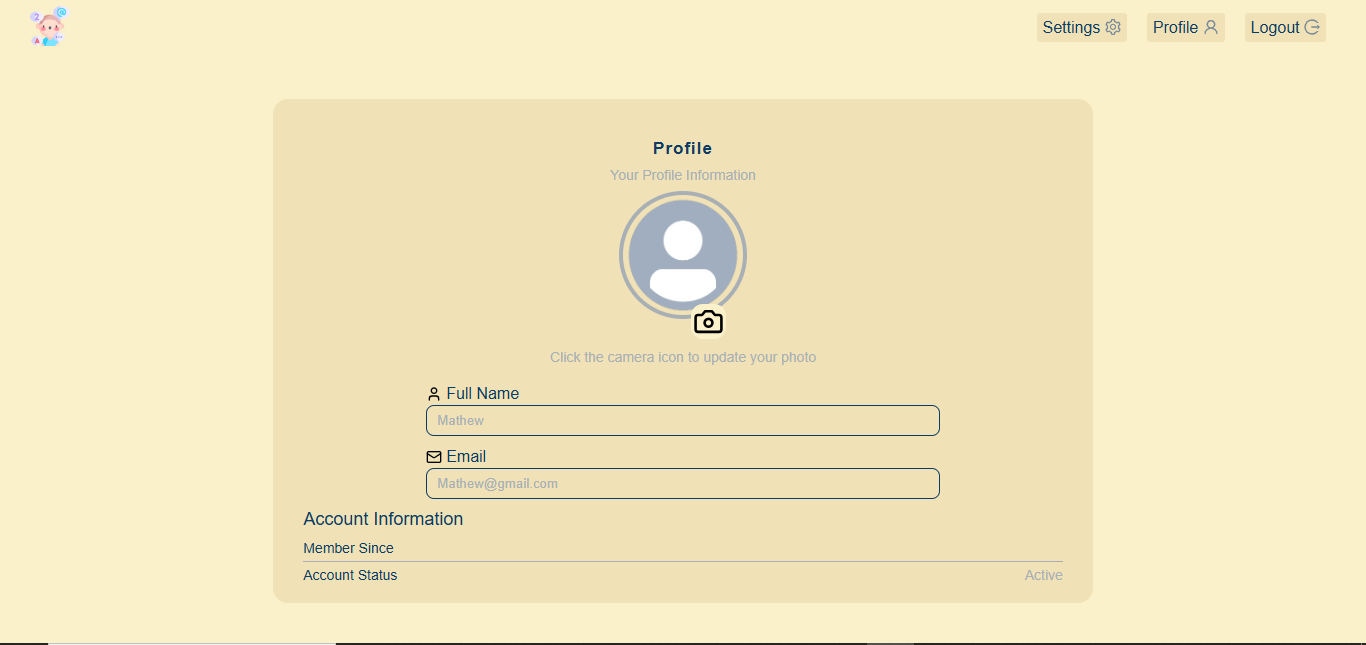 Settings
Profile
Logout
Profile
Your Profile Information
Click the camera icon to update your photo
Full Name
Mathew
Email
Mathew@gmail.com
Account Information
Member Since
Account Status Active